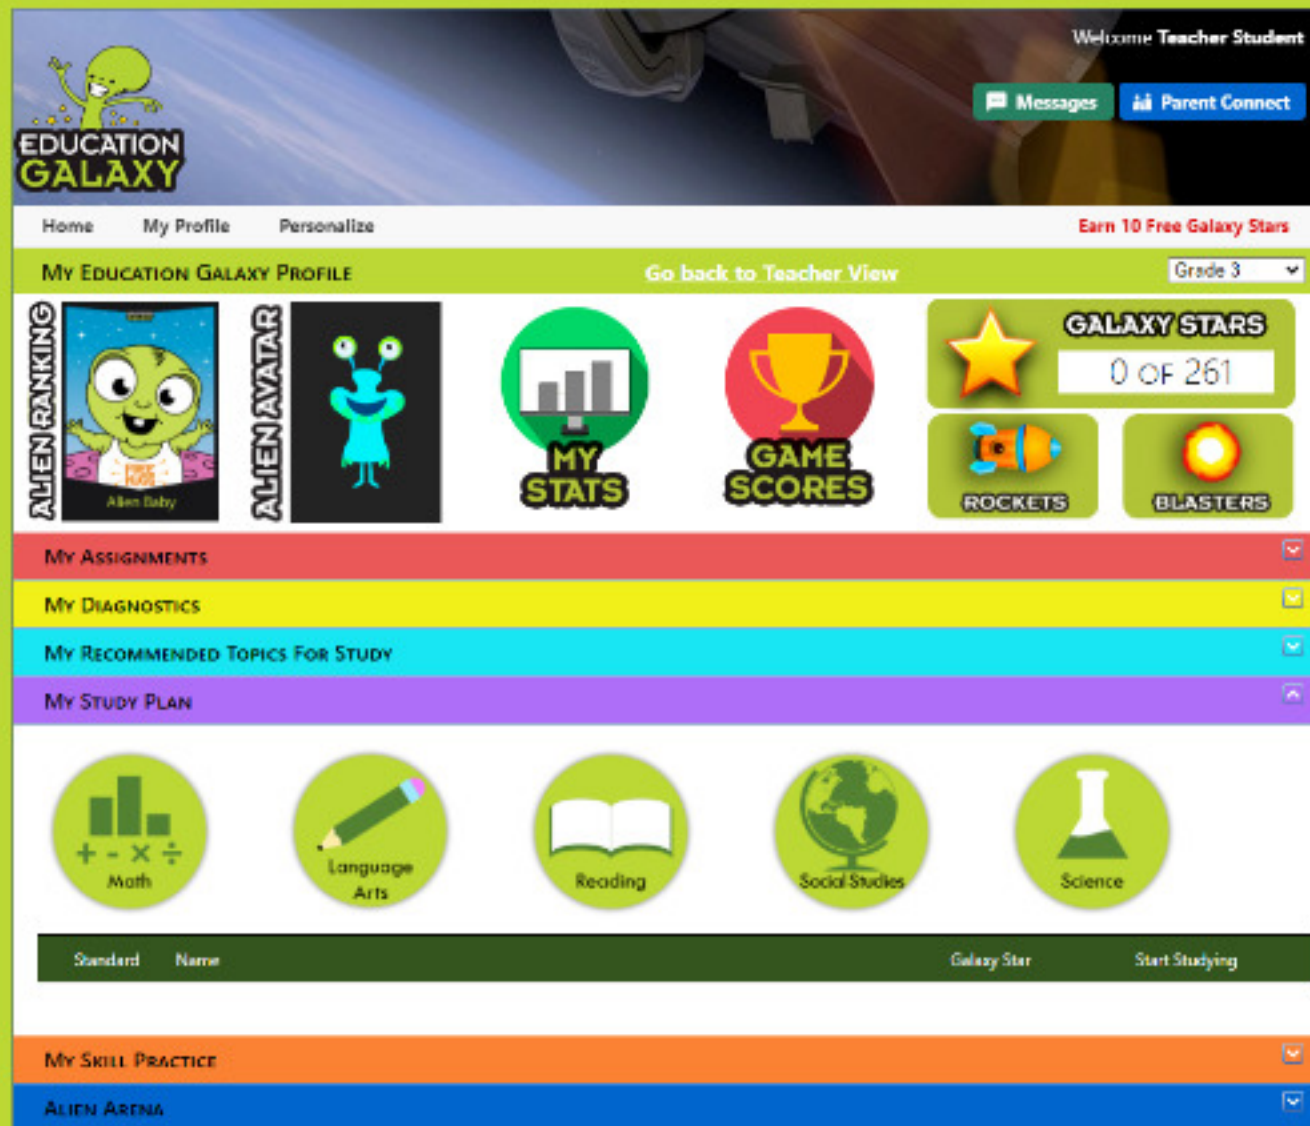 Welcome Teacher Student
Messages
Parent Connect
EDUCATION
GALAXY
Home
My Profile
Personalize
Earn 10 Free Galaxy Stars
MY EDUCATION GALAXY PROFILE
Go back to Teacher View
Grade 3
ALIEN RANKING
FREE
HUGS
Alien Baby
ALIEN AVATAR
MY
STATS
GAME
SCORES
GALAXY STARS
0 OF 261
ROCKETS
BLASTERS
MY ASSIGNMENTS
MY DIAGNOSTICS
MY RECOMMENDED TOPICS FOR STUDY
MY STUDY PLAN
+ - × ÷
Math
Language
Arts
Reading
Social Studies
Science
Standard
Name
Galaxy Star
Start Studying
MY SKILL PRACTICE
ALIEN ARENA